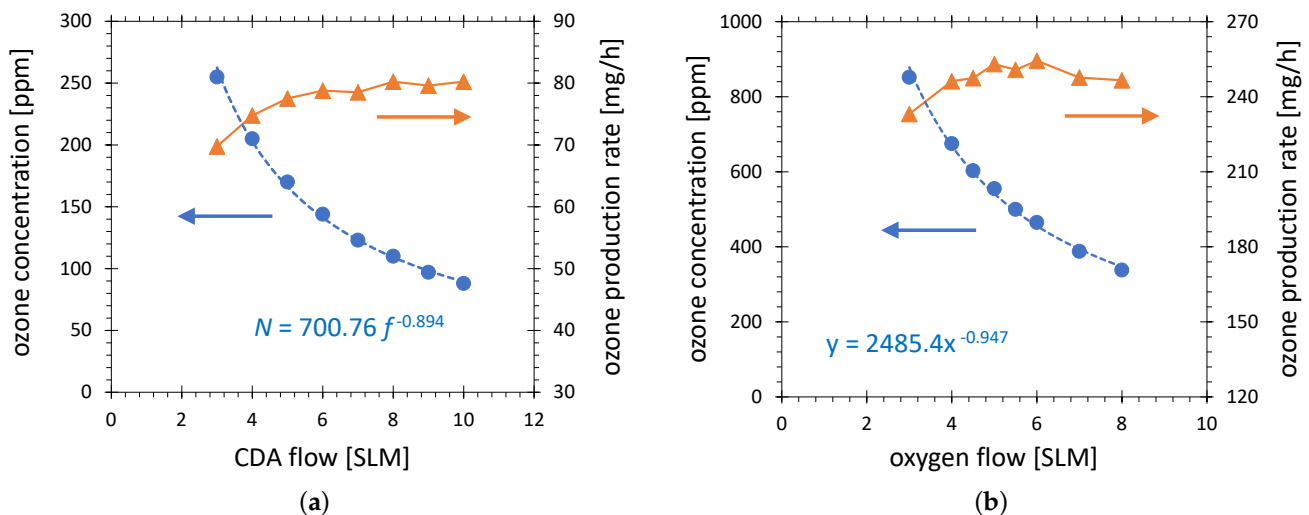 ozone concentration [ppm]
300
250
200
150
100
50
0
0 2 4 6 8 10 12
CDA flow [SLM]
90
80
70
60
50
40
30
ozone production rate [mg/h]
N = 700.76 f^-0.894
(a)
ozone concentration [ppm]
1000
800
600
400
200
0
0 2 4 6 8 10
oxygen flow [SLM]
270
240
210
180
150
120
ozone production rate [mg/h]
y = 2485.4x^-0.947
(b)